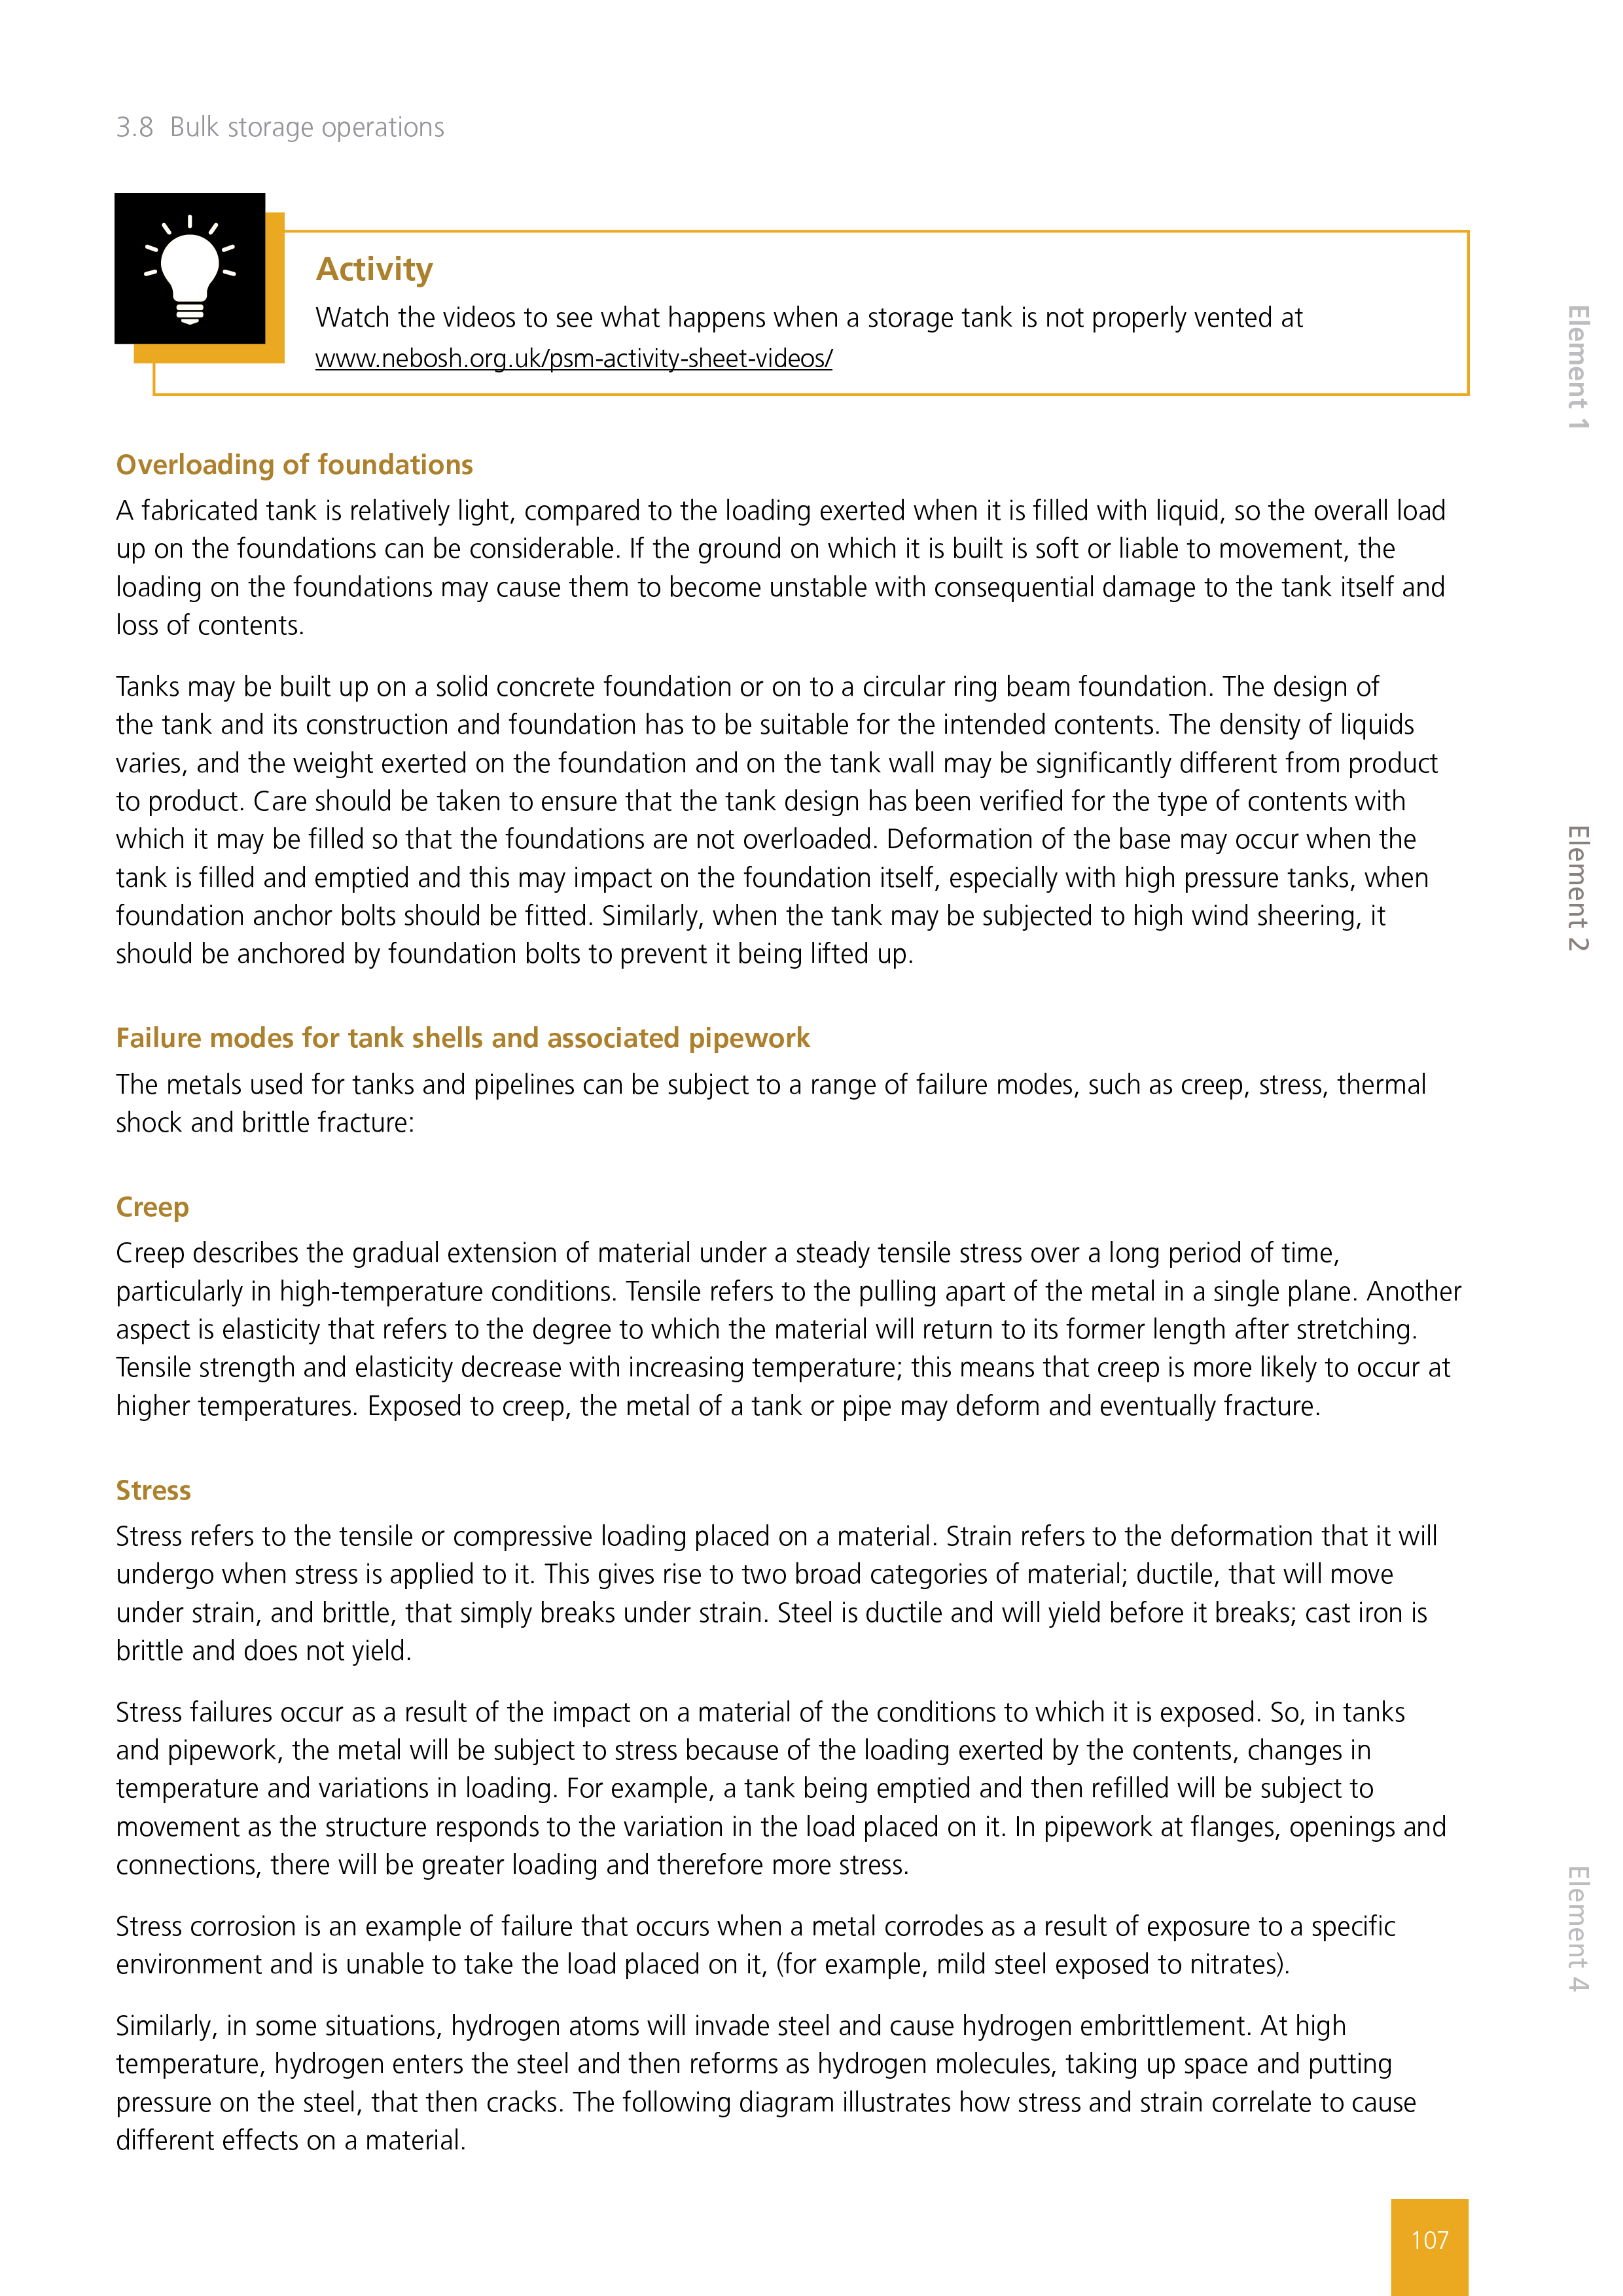 3.8 Bulk storage operations
Activity
Watch the videos to see what happens when a storage tank is not properly vented at
www.nebosh.org.uk/psm-activity-sheet-videos/
Overloading of foundations
A fabricated tank is relatively light, compared to the loading exerted when it is filled with liquid, so the overall load
up on the foundations can be considerable. If the ground on which it is built is soft or liable to movement, the
loading on the foundations may cause them to become unstable with consequential damage to the tank itself and
loss of contents.
Tanks may be built up on a solid concrete foundation or on to a circular ring beam foundation. The design of
the tank and its construction and foundation has to be suitable for the intended contents. The density of liquids
varies, and the weight exerted on the foundation and on the tank wall may be significantly different from product
to product. Care should be taken to ensure that the tank design has been verified for the type of contents with
which it may be filled so that the foundations are not overloaded. Deformation of the base may occur when the
tank is filled and emptied and this may impact on the foundation itself, especially with high pressure tanks, when
foundation anchor bolts should be fitted. Similarly, when the tank may be subjected to high wind sheering, it
should be anchored by foundation bolts to prevent it being lifted up.
Failure modes for tank shells and associated pipework
The metals used for tanks and pipelines can be subject to a range of failure modes, such as creep, stress, thermal
shock and brittle fracture:
Creep
Creep describes the gradual extension of material under a steady tensile stress over a long period of time,
particularly in high-temperature conditions. Tensile refers to the pulling apart of the metal in a single plane. Another
aspect is elasticity that refers to the degree to which the material will return to its former length after stretching.
Tensile strength and elasticity decrease with increasing temperature; this means that creep is more likely to occur at
higher temperatures. Exposed to creep, the metal of a tank or pipe may deform and eventually fracture.
Stress
Stress refers to the tensile or compressive loading placed on a material. Strain refers to the deformation that it will
undergo when stress is applied to it. This gives rise to two broad categories of material; ductile, that will move
under strain, and brittle, that simply breaks under strain. Steel is ductile and will yield before it breaks; cast iron is
brittle and does not yield.
Stress failures occur as a result of the impact on a material of the conditions to which it is exposed. So, in tanks
and pipework, the metal will be subject to stress because of the loading exerted by the contents, changes in
temperature and variations in loading. For example, a tank being emptied and then refilled will be subject to
movement as the structure responds to the variation in the load placed on it. In pipework at flanges, openings and
connections, there will be greater loading and therefore more stress.
Stress corrosion is an example of failure that occurs when a metal corrodes as a result of exposure to a specific
environment and is unable to take the load placed on it, (for example, mild steel exposed to nitrates).
Similarly, in some situations, hydrogen atoms will invade steel and cause hydrogen embrittlement. At high
temperature, hydrogen enters the steel and then reforms as hydrogen molecules, taking up space and putting
pressure on the steel, that then cracks. The following diagram illustrates how stress and strain correlate to cause
different effects on a material.
Element 1
Element 2
Element 4
107